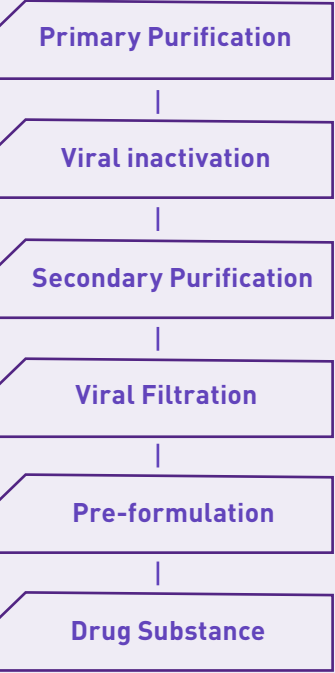 Primary Purification
Viral inactivation
Secondary Purification
Viral Filtration
Pre-formulation
Drug Substance